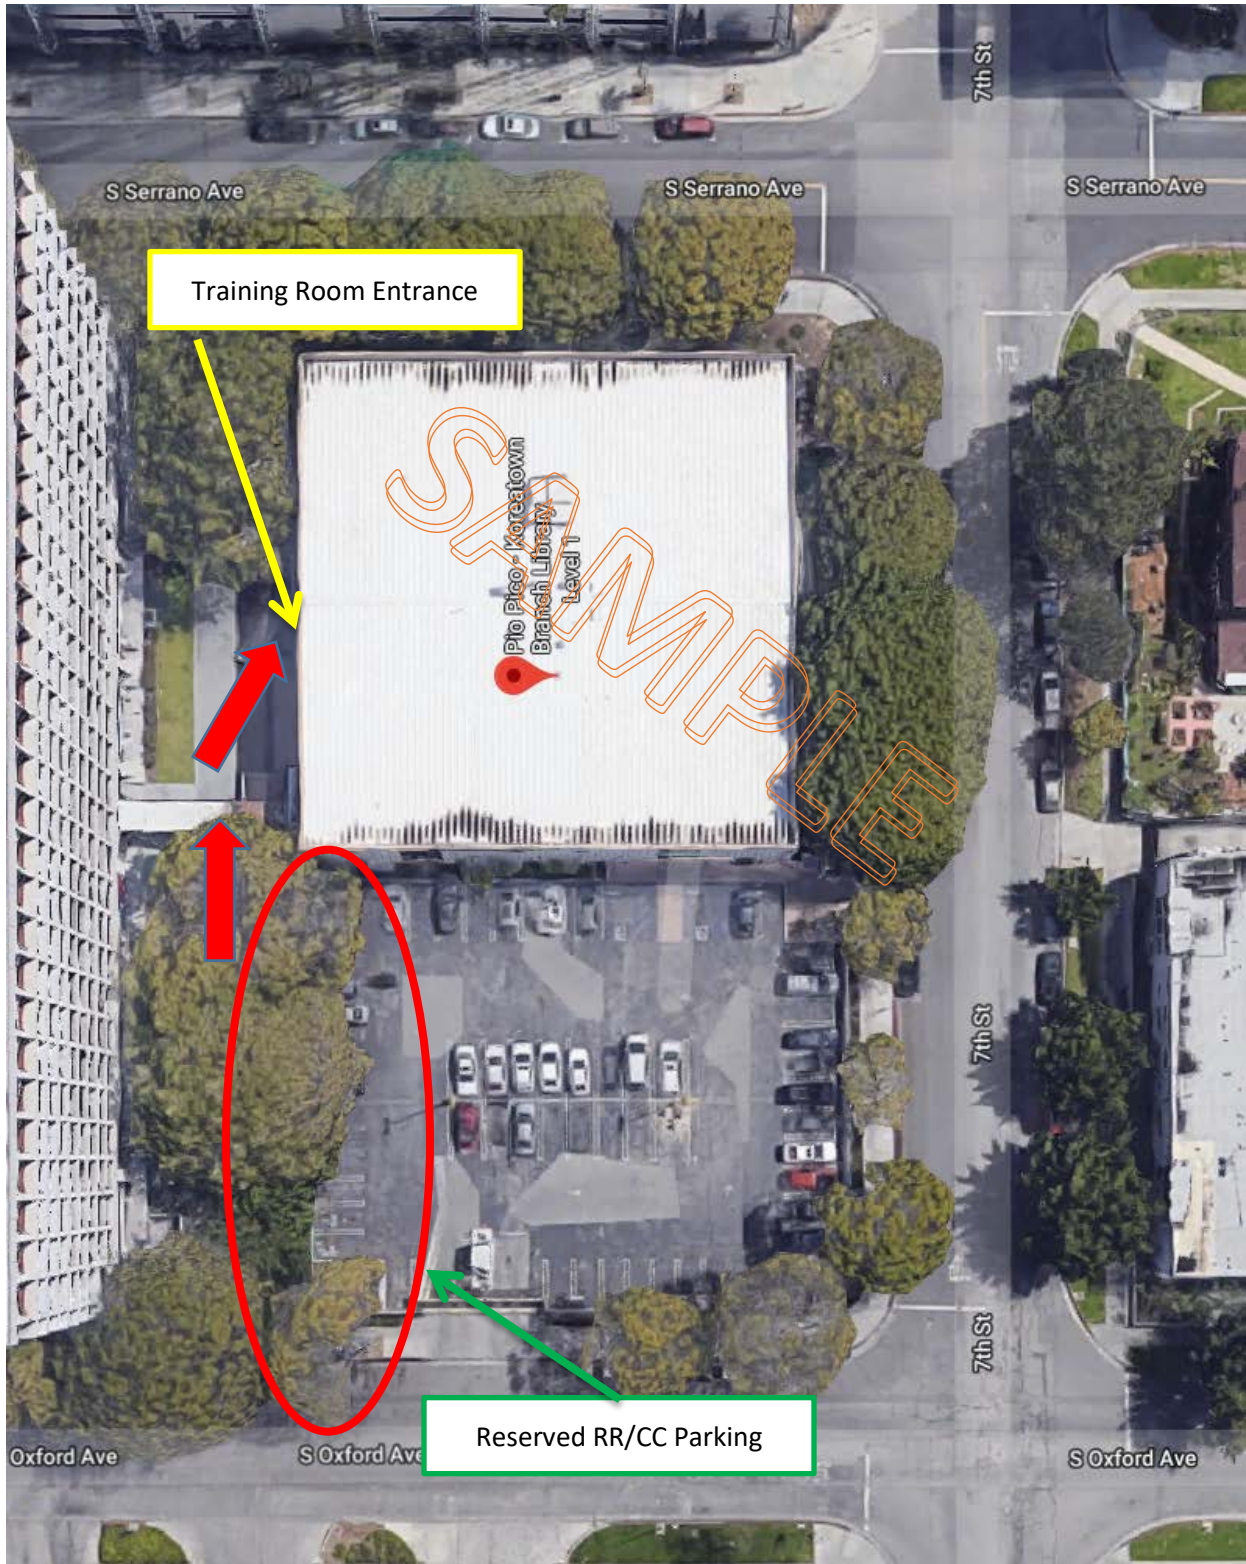 7th St
S Serrano Ave
S Serrano Ave
S Serrano Ave
Training Room Entrance
SAMPLE
Pio Pico - Koreatown
Branch Library
Level 1
7th St
7th St
Reserved RR/CC Parking
Oxford Ave
S Oxford Ave
S Oxford Ave